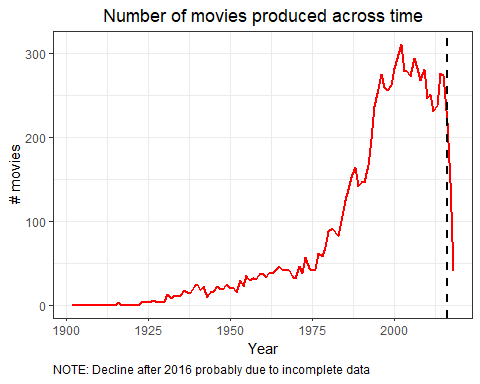 Number of movies produced across time
# movies
300
200
100
0
1900
1925
1950
1975
2000
Year
NOTE: Decline after 2016 probably due to incomplete data